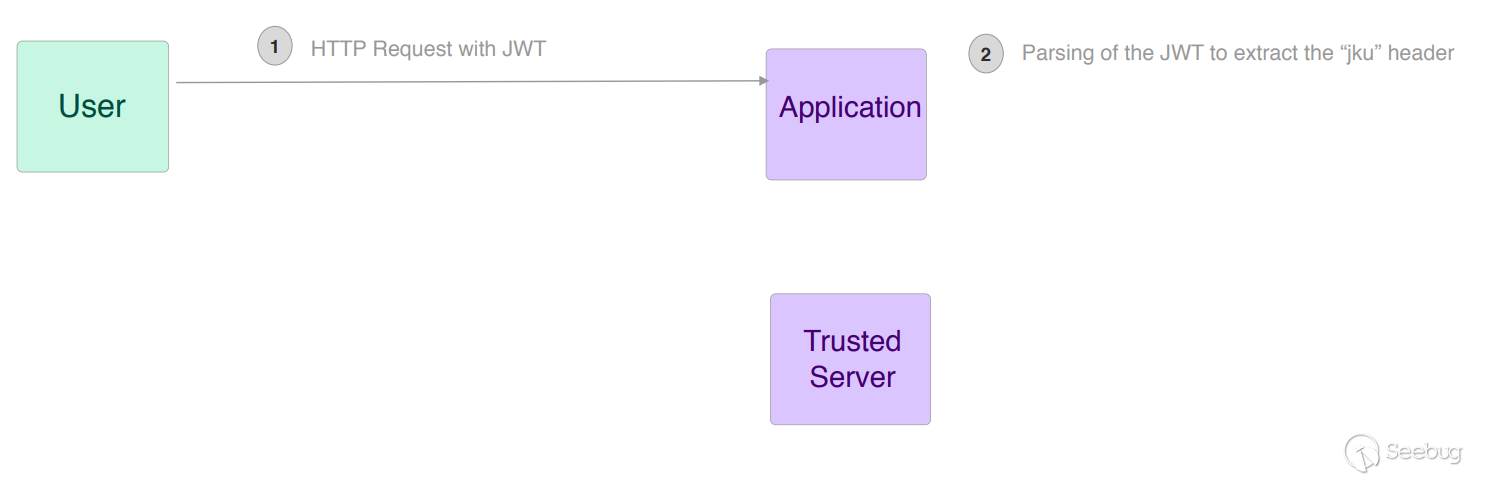 1
HTTP Request with JWT
2
Parsing of the JWT to extract the “jku” header
User
Application
Trusted
Server
Seebug